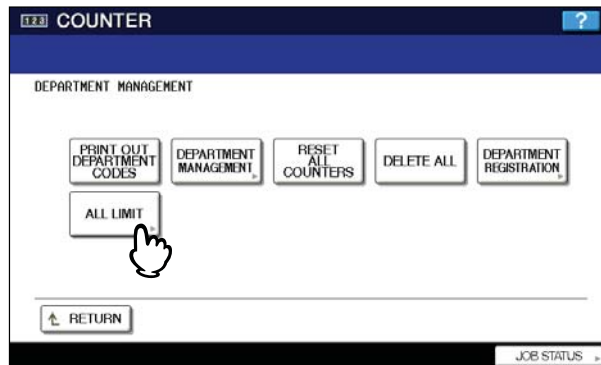 123 COUNTER
?
DEPARTMENT MANAGEMENT
PRINT OUT
DEPARTMENT
CODES
DEPARTMENT
MANAGEMENT
RESET
ALL
COUNTERS
DELETE ALL
DEPARTMENT
REGISTRATION
ALL LIMIT
RETURN
JOB STATUS